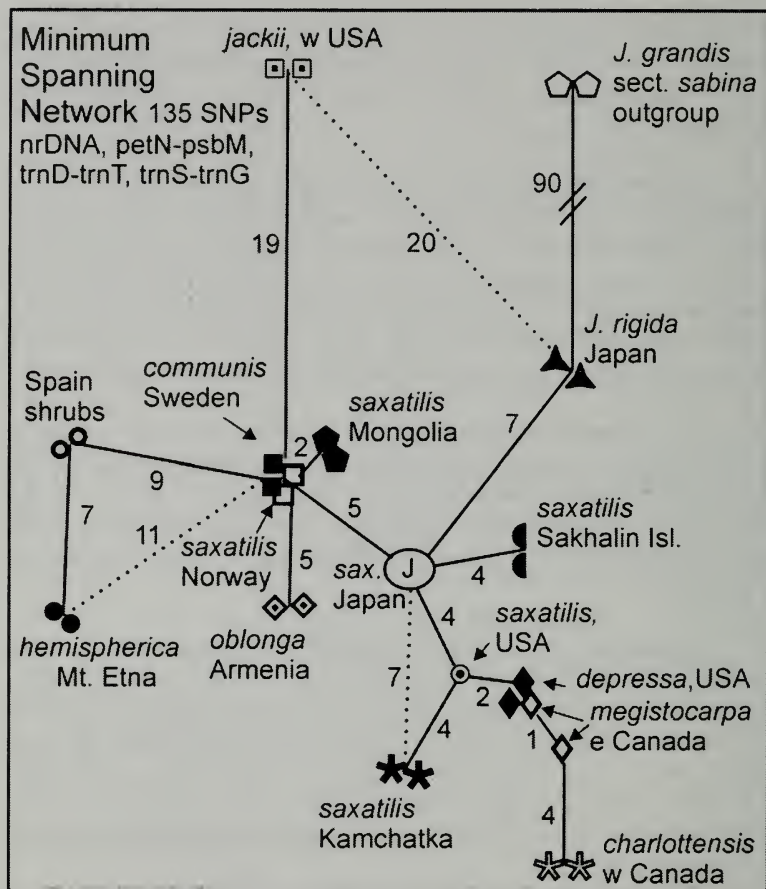 Minimum
Spanning
Network 135 SNPs
nrDNA, petN-psbM,
trnD-trnT, trnS-trnG
jackii, w USA
J. grandis
sect. sabina
outgroup
90
19
20
J. rigida
Japan
communis
Sweden
Spain
shrubs
saxatilis
Mongolia
2
7
9
5
7
11
saxatilis
Norway
5
saxatilis
Sakhalin Isl.
J
sax.
Japan
4
4
saxatilis,
USA
hemispherica
Mt. Etna
oblonga
Armenia
7
2
depressa,USA
megistocarpa
e Canada
4
1
saxatilis
Kamchatka
4
charlottensis
w Canada